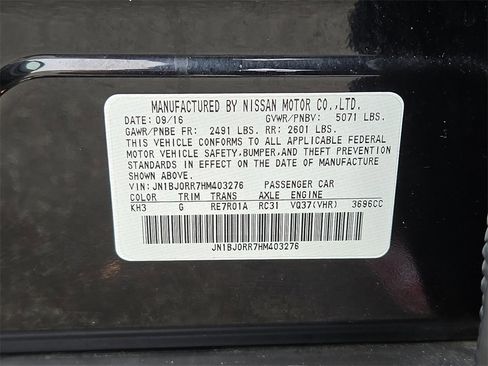 MANUFACTURED BY NISSAN MOTOR CO.,LTD.
DATE: 09/16 GVWR/PNBV: 5071 LBS.
GAWR/PNBE FR: 2491 LBS. RR: 2601 LBS.
THIS VEHICLE CONFORMS TO ALL APPLICABLE FEDERAL
MOTOR VEHICLE SAFETY,BUMPER,AND THEFT PREVENTION
STANDARDS IN EFFECT ON THE DATE OF MANUFACTURE
SHOWN ABOVE.
VIN:JN1BJ0RR7HM403276 PASSENGER CAR
COLOR TRIM TRANS AXLE ENGINE
KH3 G RE7R01A RC31 VQ37(VHR) 3696CC
JN1BJ0RR7HM403276